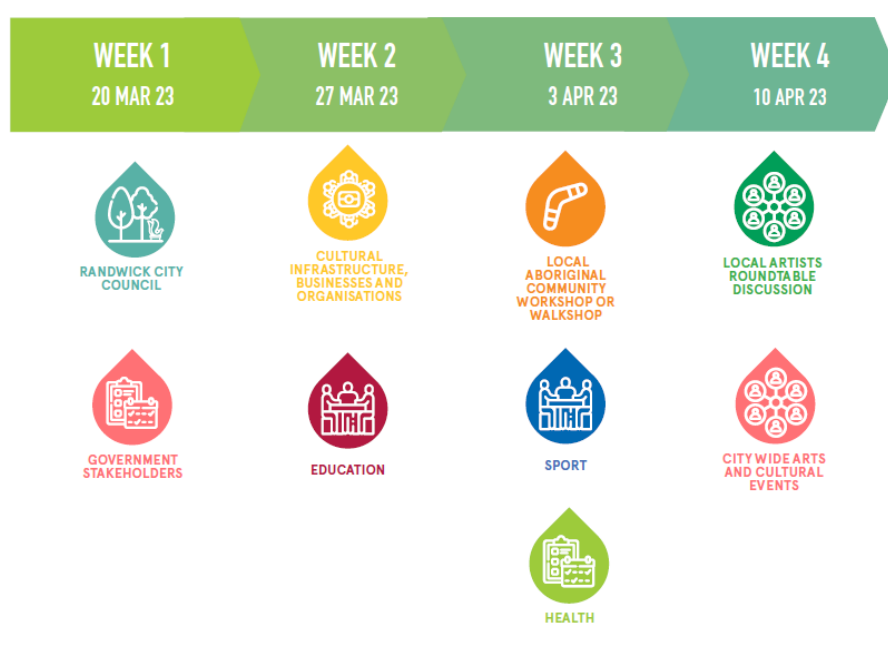 WEEK 1
20 MAR 23
WEEK 2
27 MAR 23
WEEK 3
3 APR 23
WEEK 4
10 APR 23
RANDWICK CITY
COUNCIL
CULTURAL
INFRASTRUCTURE,
BUSINESSES AND
ORGANISATIONS
LOCAL
ABORIGINAL
COMMUNITY
WORKSHOP OR
WALKSHOP
LOCAL ARTISTS
ROUNDTABLE
DISCUSSION
GOVERNMENT
STAKEHOLDERS
EDUCATION
SPORT
CITY WIDE ARTS
AND CULTURAL
EVENTS
HEALTH